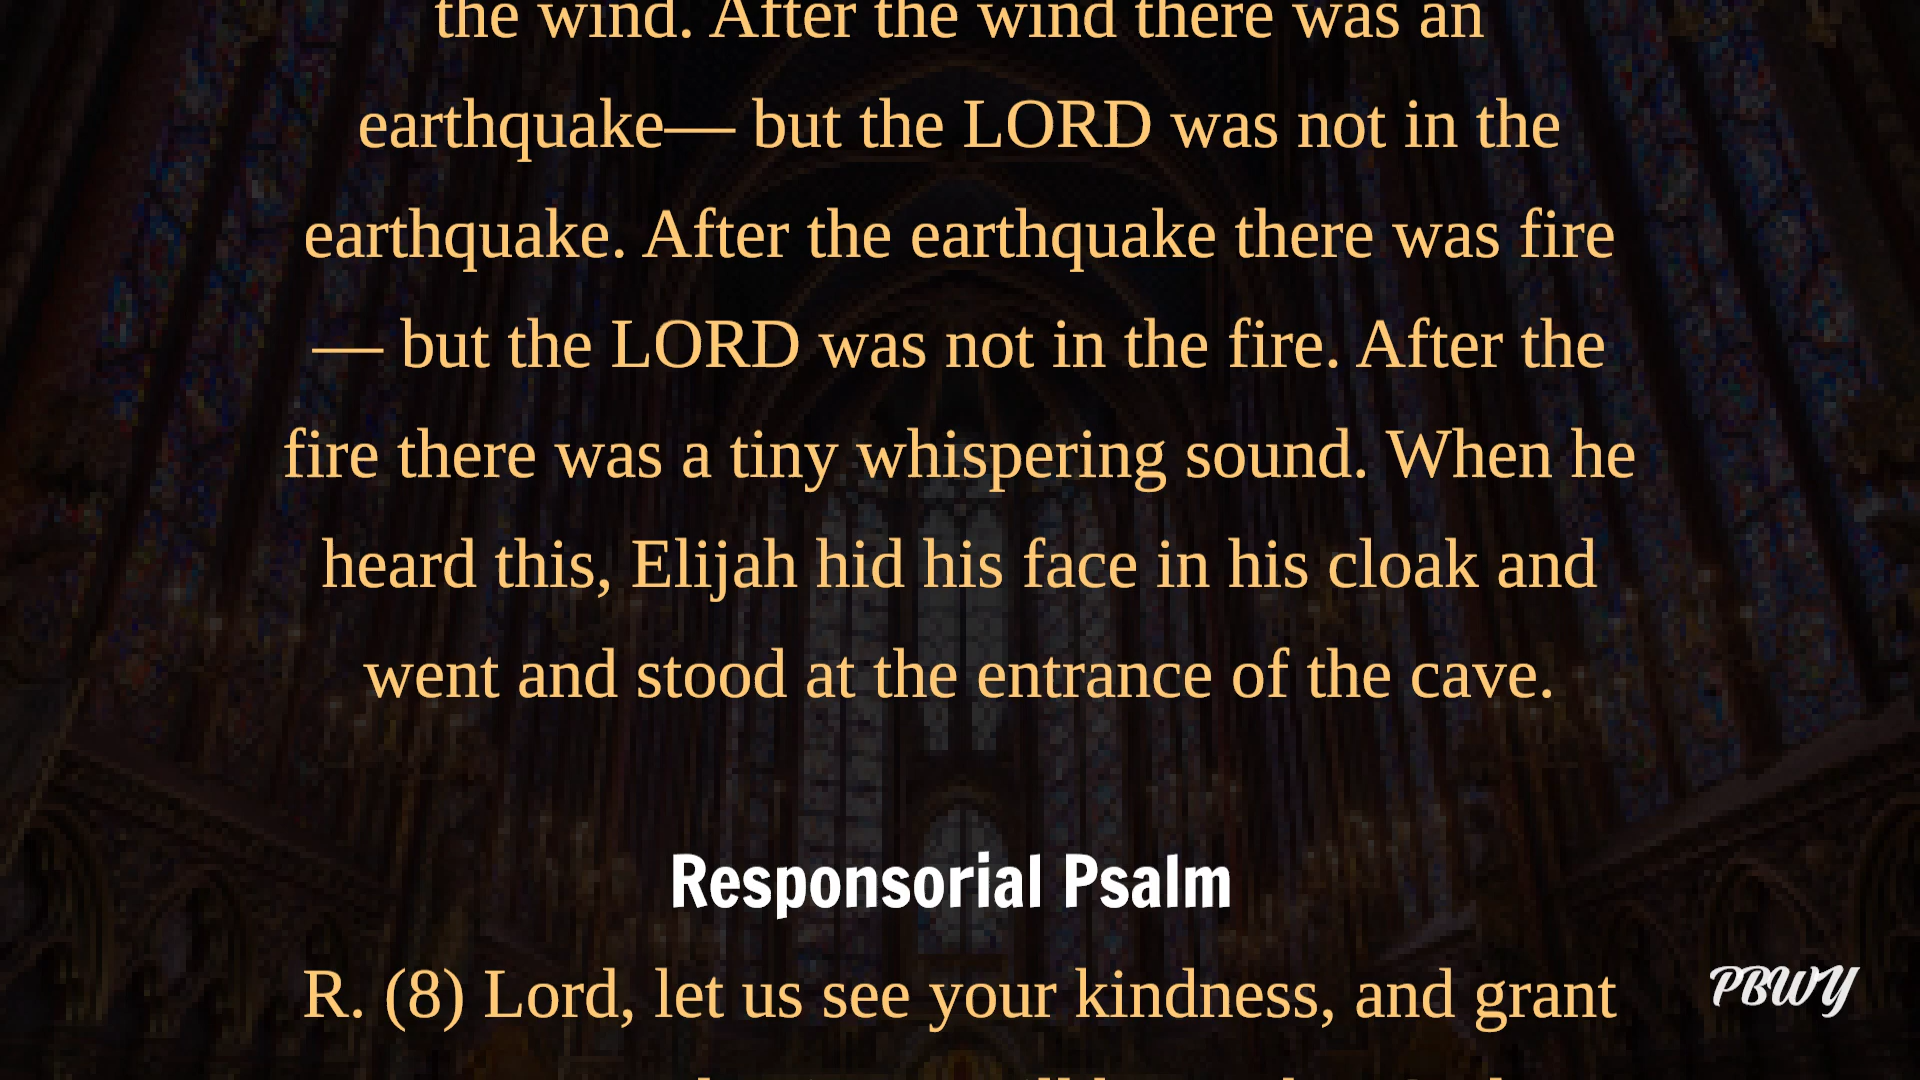 the wind. After the wind there was an
earthquake— but the LORD was not in the
earthquake. After the earthquake there was fire
— but the LORD was not in the fire. After the
fire there was a tiny whispering sound. When he
heard this, Elijah hid his face in his cloak and
went and stood at the entrance of the cave.
Responsorial Psalm
R. (8) Lord, let us see your kindness, and grant
PBWY